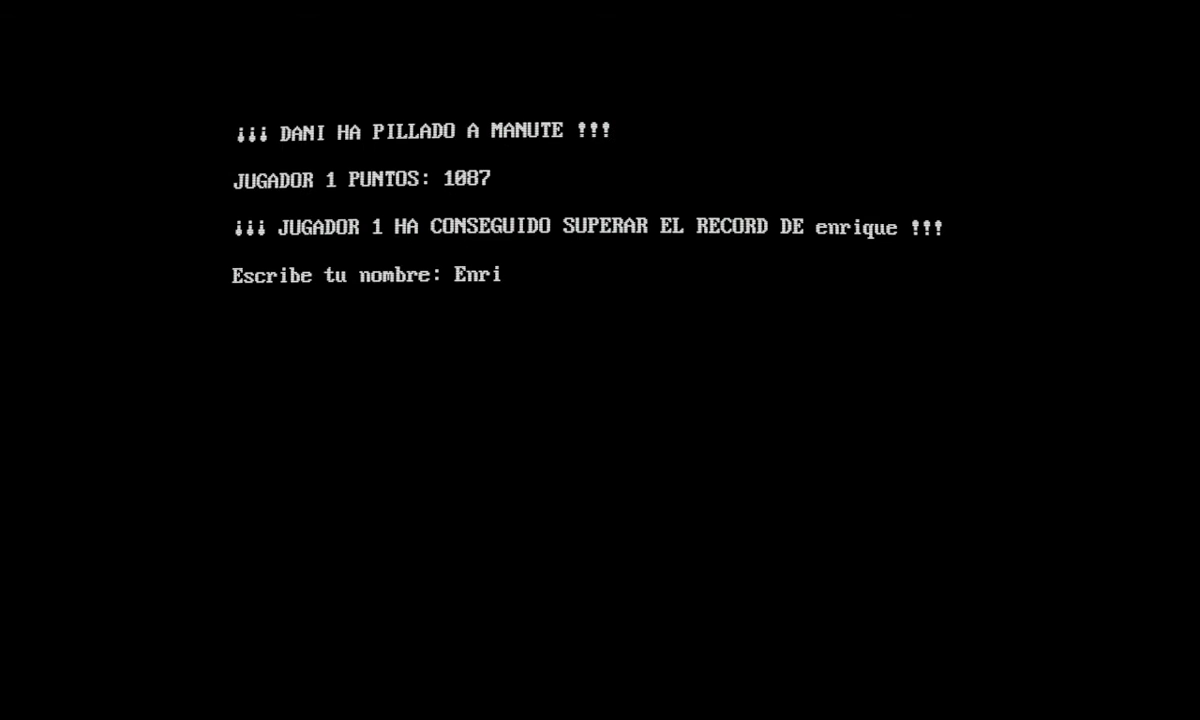 ¡¡¡ DANI HA PILLADO A MANUTE !!!
JUGADOR 1 PUNTOS: 1087
¡¡¡ JUGADOR 1 HA CONSEGUIDO SUPERAR EL RECORD DE enrique !!!
Escribe tu nombre: Enri